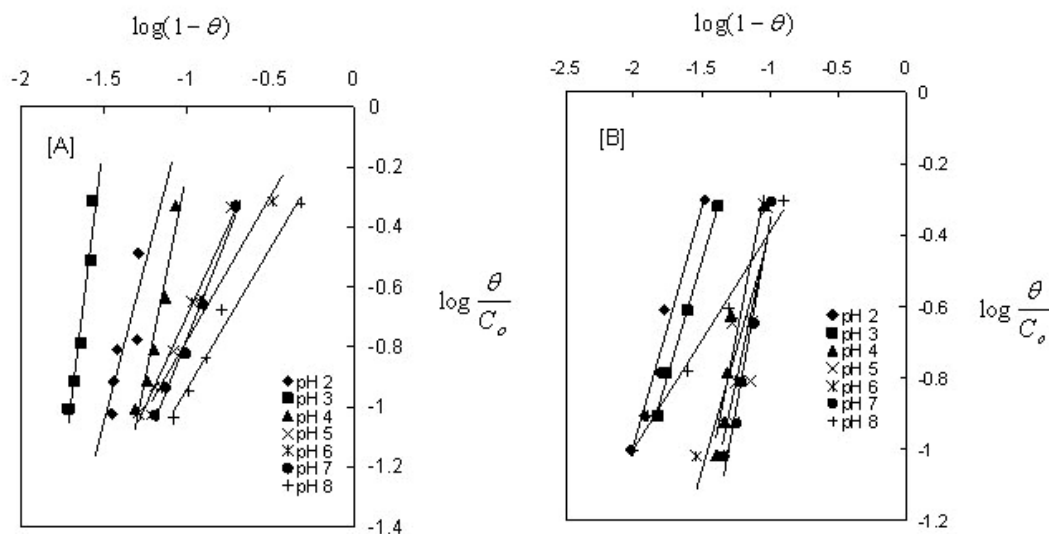 log(1 − θ)
-2 -1.5 -1 -0.5 0
0
-0.2
-0.4
-0.6
-0.8
-1
-1.2
-1.4
[A]
log θ/Cₒ
pH 2
pH 3
pH 4
pH 5
pH 6
pH 7
pH 8
log(1 − θ)
-2.5 -2 -1.5 -1 -0.5 0
0
-0.2
-0.4
-0.6
-0.8
-1
-1.2
[B]
log θ/Cₒ
pH 2
pH 3
pH 4
pH 5
pH 6
pH 7
pH 8